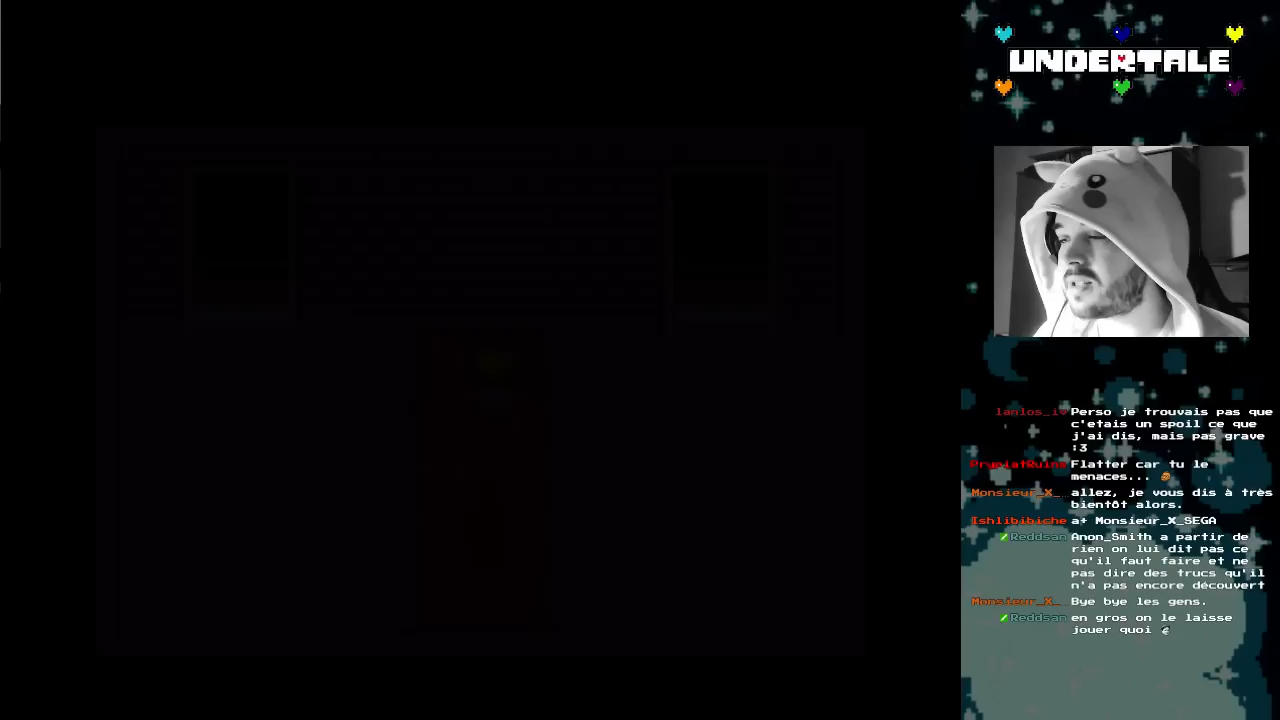 UNDERTALE
lanlos_i♥ Perso je trouvais pas que
c'etais un spoil ce que
j'ai dis, mais pas grave
:3
PrypiatRuins Flatter car tu le
menaces...
Monsieur_X_ allez, je vous dis à très
bientôt alors.
Ishlibibiche a+ Monsieur_X_SEGA
Reddsan Anon_Smith a partir de
rien on lui dit pas ce
qu'il faut faire et ne
pas dire des trucs qu'il
n'a pas encore découvert
Monsieur_X_ Bye bye les gens.
Reddsan en gros on le laisse
jouer quoi